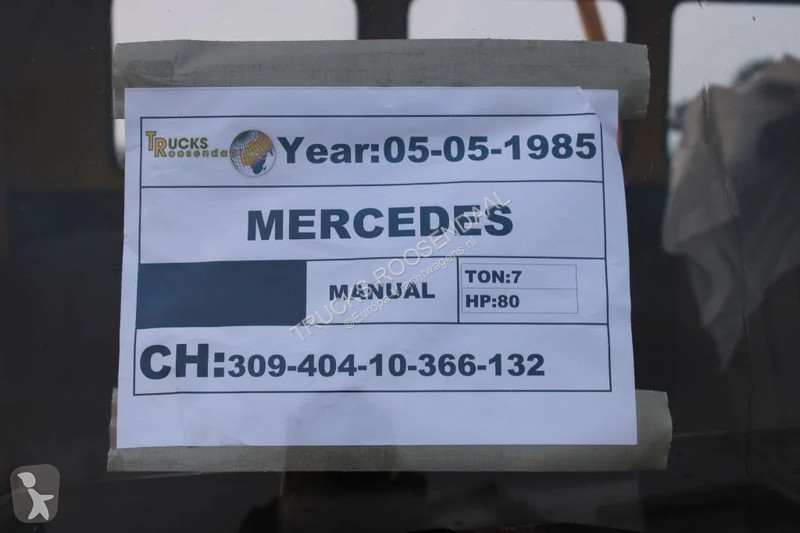 TRUCKS
Roosendaal
Year:05-05-1985
MERCEDES
MANUAL
TON:7
HP:80
CH:309-404-10-366-132
TRUCKS ROOSENDAAL